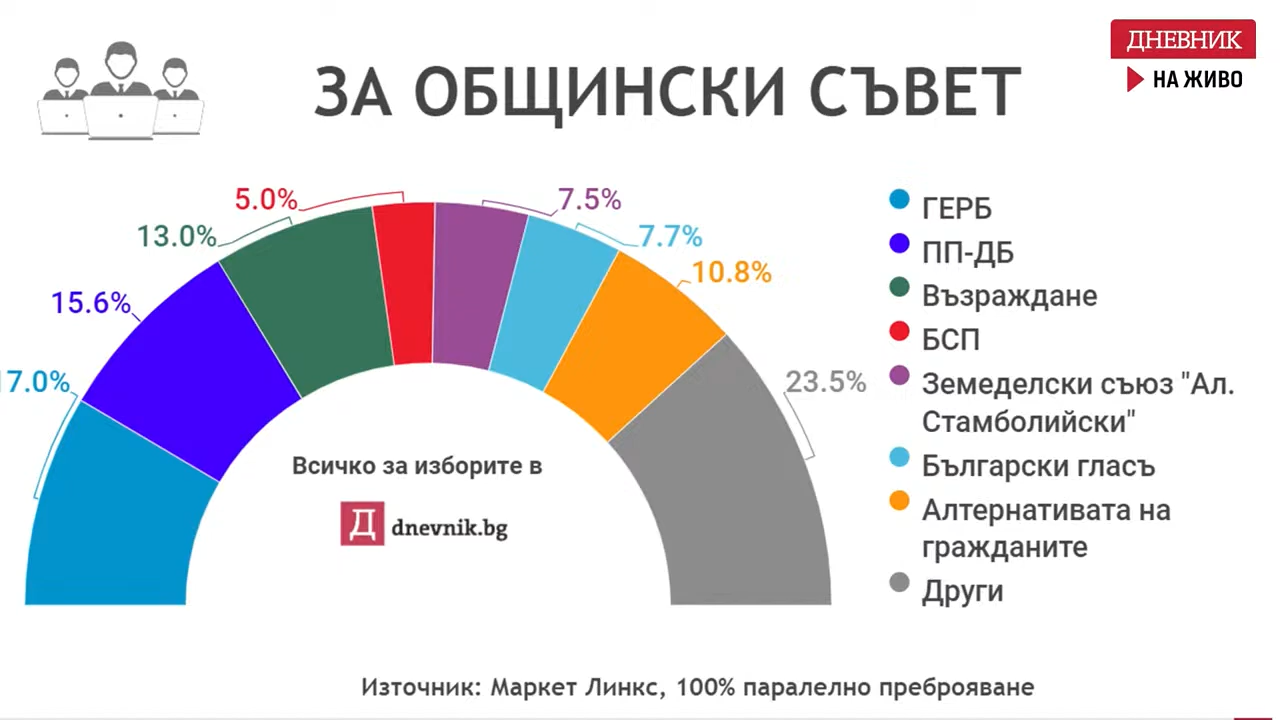 ДНЕВНИК
НА ЖИВО
ЗА ОБЩИНСКИ СЪВЕТ
5.0%
7.5%
13.0%
7.7%
10.8%
15.6%
17.0%
23.5%
ГЕРБ
ПП-ДБ
Възраждане
БСП
Земеделски съюз "Ал.
Стамболийски"
Български гласъ
Алтернативата на
гражданите
Други
Всичко за изборите в
Д dnevnik.bg
Източник: Маркет Линкс, 100% паралелно преброяване